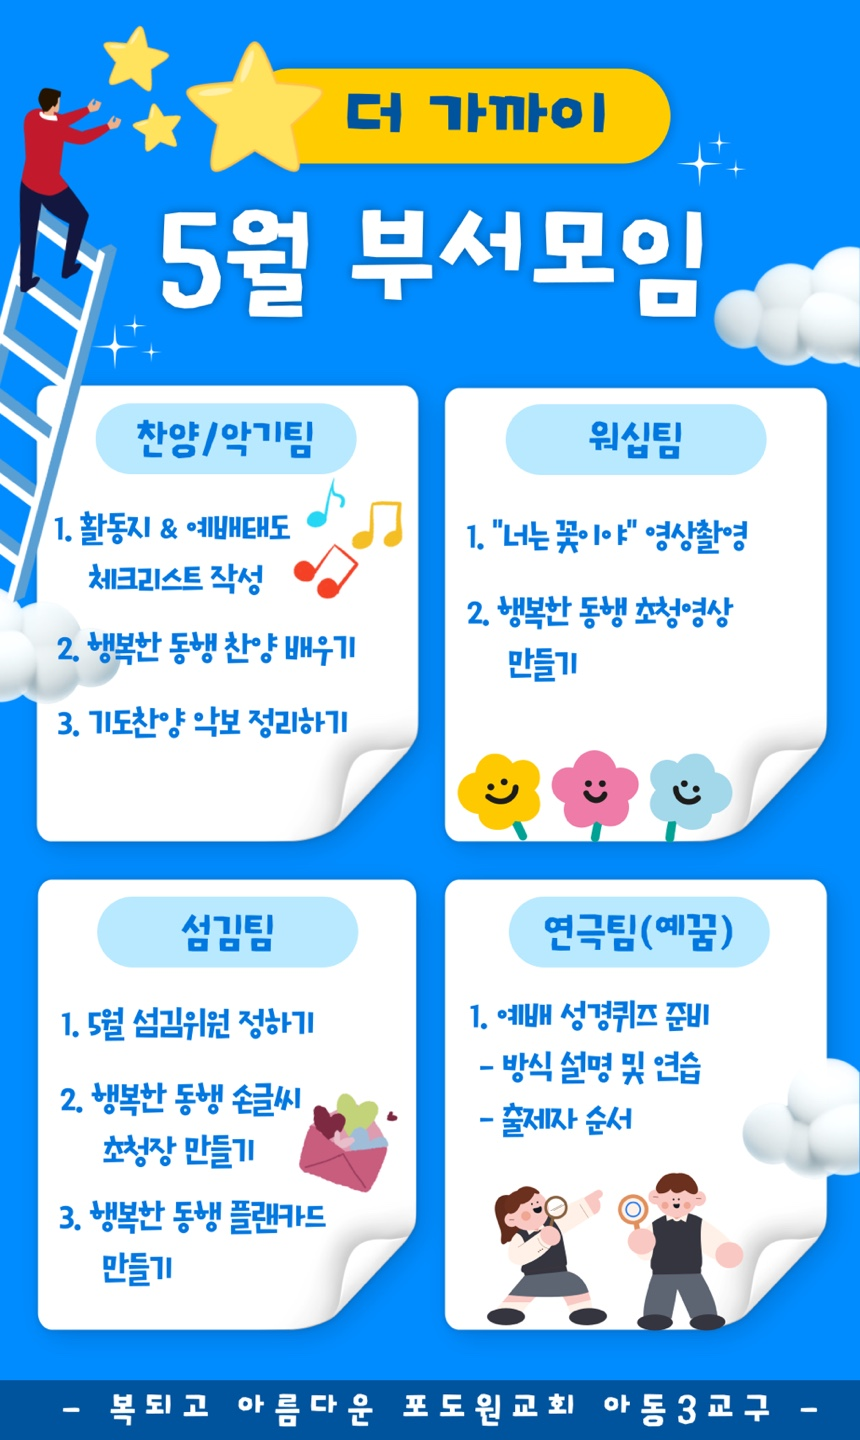 더 가까이
5월 부서모임
찬양/악기팀
1. 활동지 & 예배태도
체크리스트 작성
2. 행복한 동행 찬양 배우기
3. 기도찬양 악보 정리하기
워십팀
1. "너는 꽃이야" 영상촬영
2. 행복한 동행 초청영상
만들기
섬김팀
1. 5월 섬김위원 정하기
2. 행복한 동행 손글씨
초청장 만들기
3. 행복한 동행 플랜카드
만들기
연극팀(예꿈)
1. 예배 성경퀴즈 준비
- 방식 설명 및 연습
- 출제자 순서
- 복되고 아름다운 포도원교회 아동3교구 -